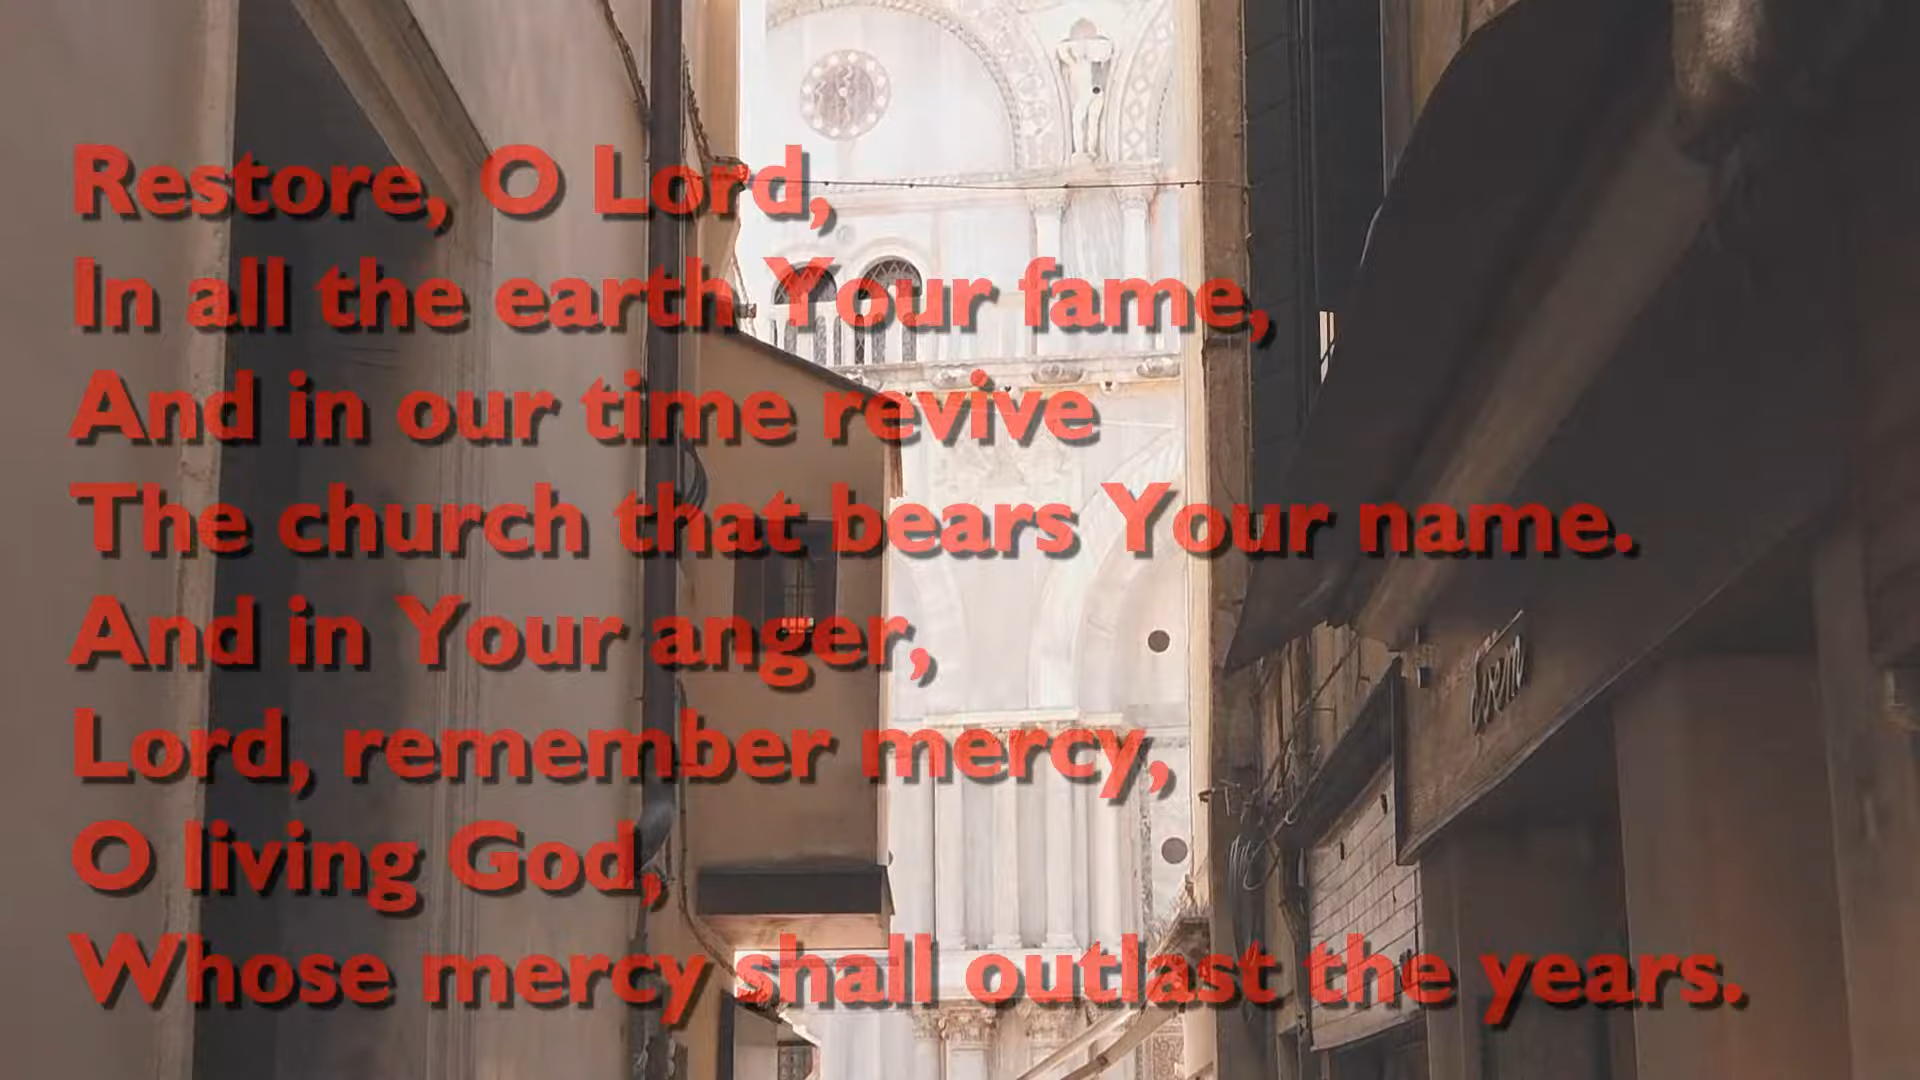 Restore, O Lord,
In all the earth Your fame,
And in our time revive
The church that bears Your name.
And in Your anger,
Lord, remember mercy,
O living God,
Whose mercy shall outlast the years.